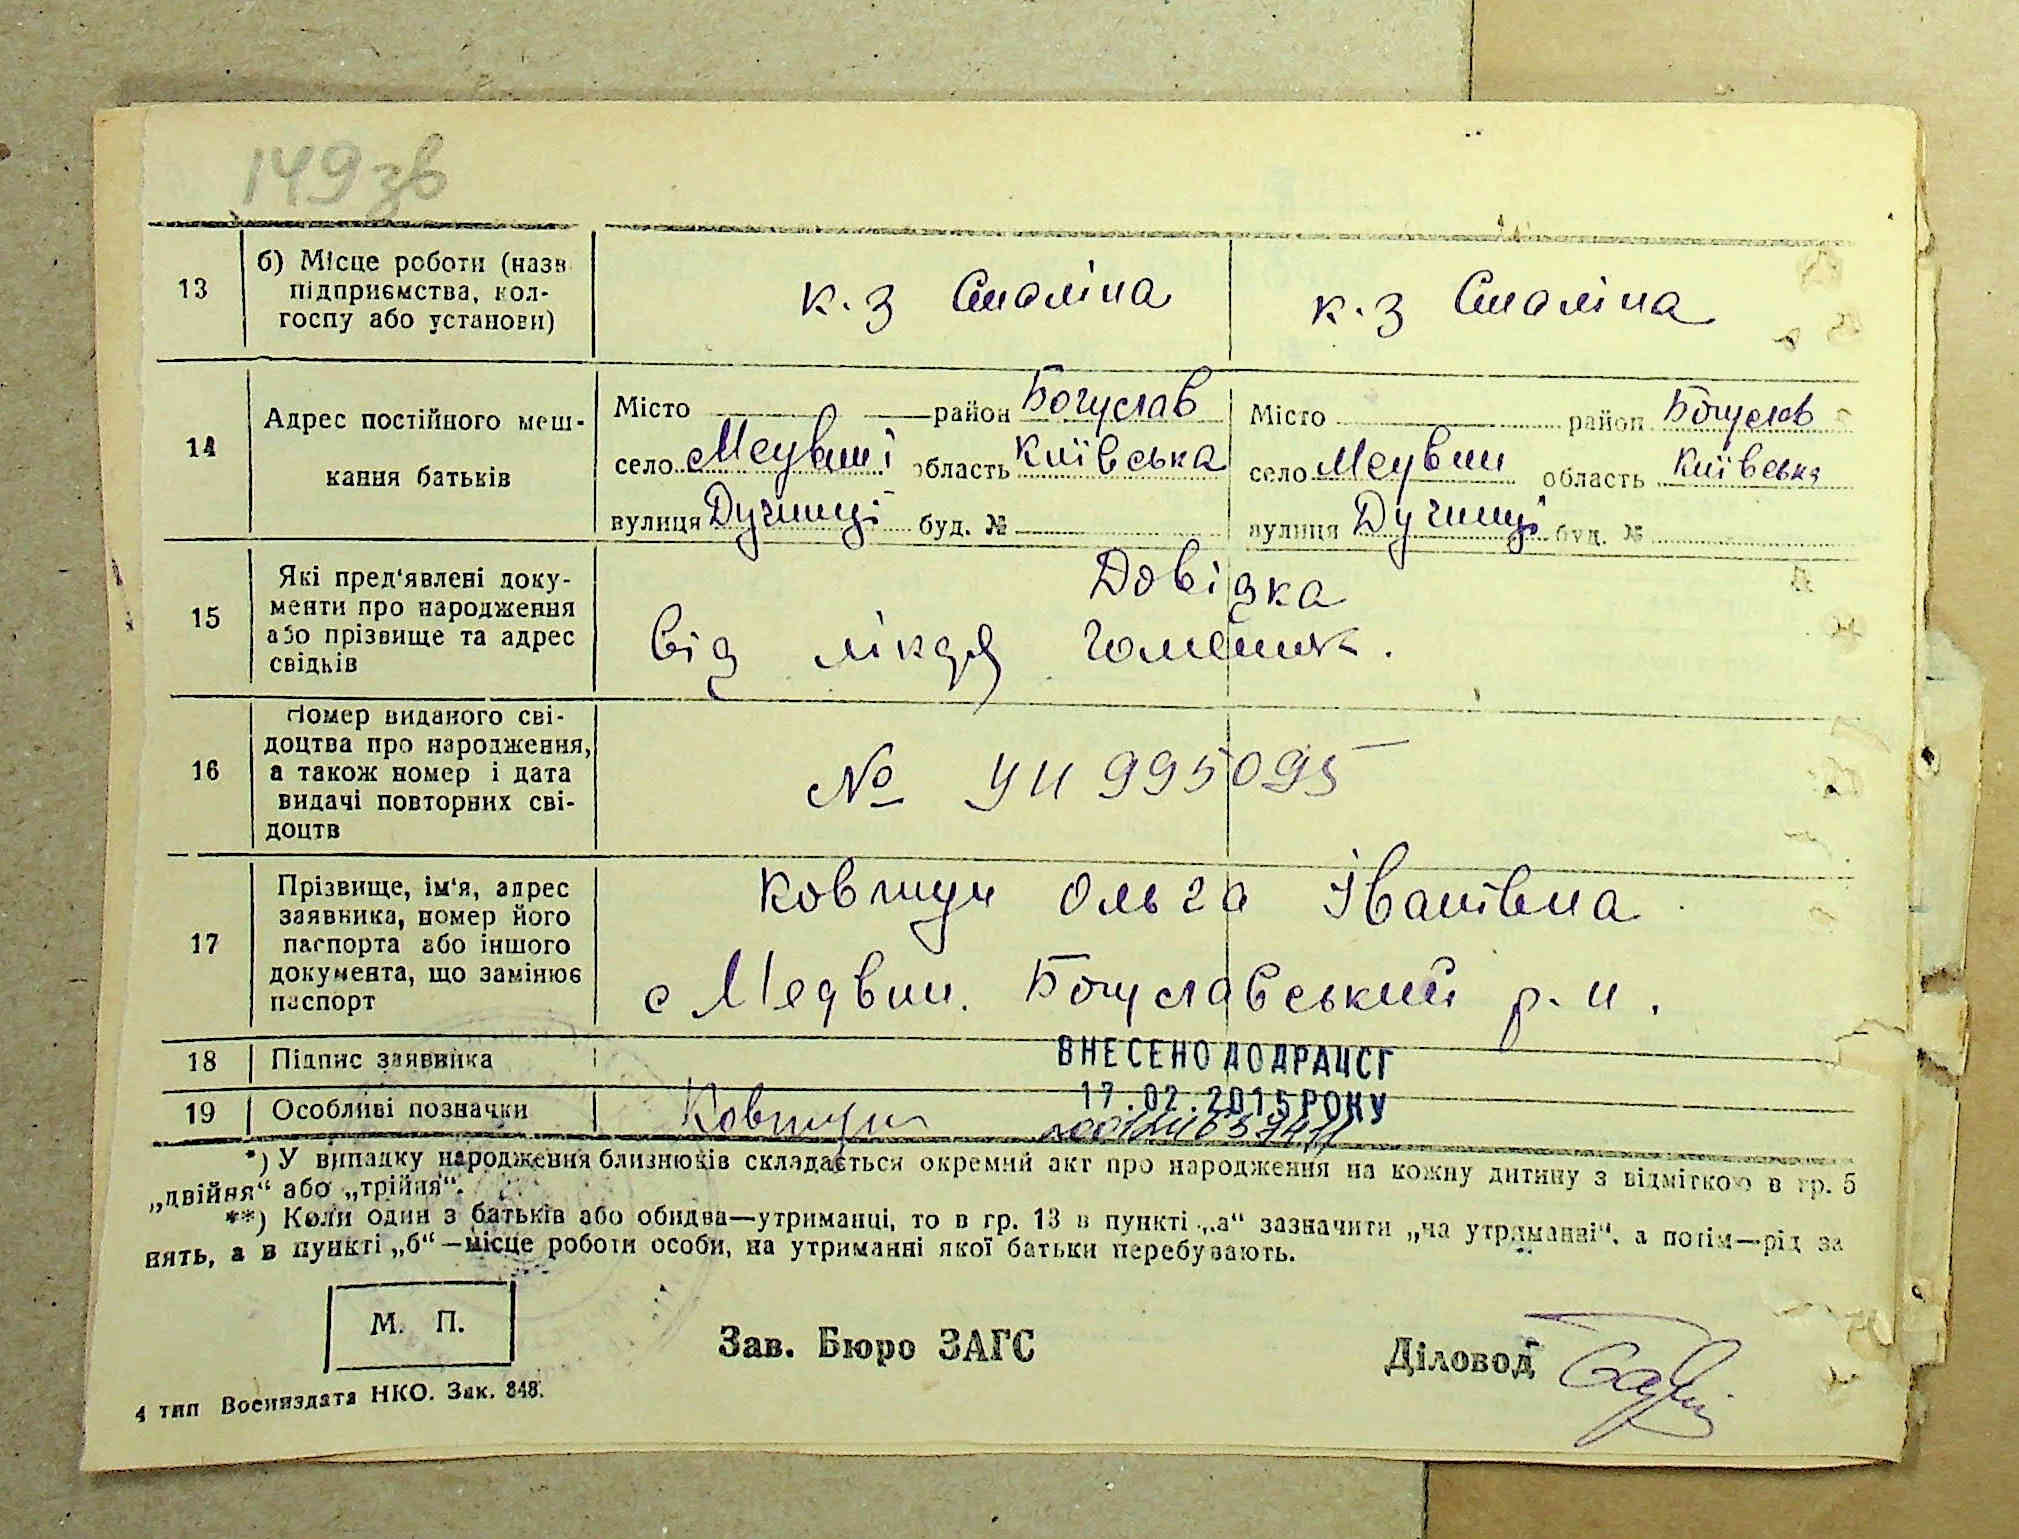 149зв
13 б) Місце роботи (назв підприємства, кол-
госпу або установи) к. з Сталіна к. з Сталіна
14 Адрес постійного меш-
кання батьків
Місто район Богуслав Місто район Богуслав
село Медвин область Київська село Медвин область Київська
вулиця буд. № вулиця буд. №
15 Які пред'явлені доку-
менти про народження
або прізвище та адрес
свідків
Довідка
від
16 Номер виданого сві-
доцтва про народження,
а також номер і дата
видачі повторних сві-
доцтв
№ УИ 995095
17 Прізвище, ім'я, адрес
заявника, номер його
паспорта або іншого
документа, що замінює
паспорт
Ковтун Ольга Іванівна
с Медвин. Богуславський р-н.
18 Підпис заявника
ВНЕСЕНО ДО ДРАЦСГ
17.02.2015 РОКУ
19 Особливі позначки Ковтун
*) У випадку народження близнюків складається окремий акт про народження на кожну дитину з відміткою в гр. 5
„двійня“ або „трійня“.
**) Коли один з батьків або обидва—утриманці, то в гр. 13 в пункті „а“ зазначити „на утриманні“, а потім—рід за
нять, а в пункті „б“—місце роботи особи, на утриманні якої батьки перебувають.
М. П.
Зав. Бюро ЗАГС
Діловод
4 тип Воениздата НКО. Зак. 848.